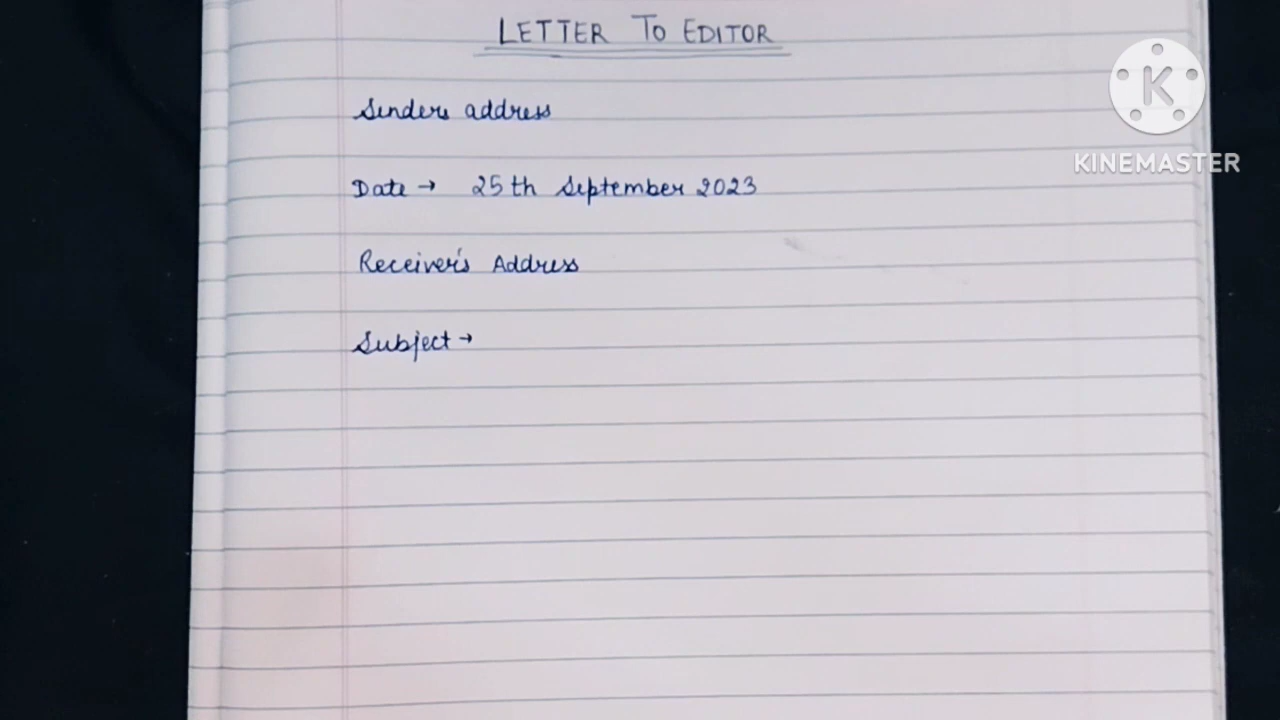 LETTER TO EDITOR
K
KINEMASTER
Senders address
Date → 25th September 2023
Receiver's Address
Subject →